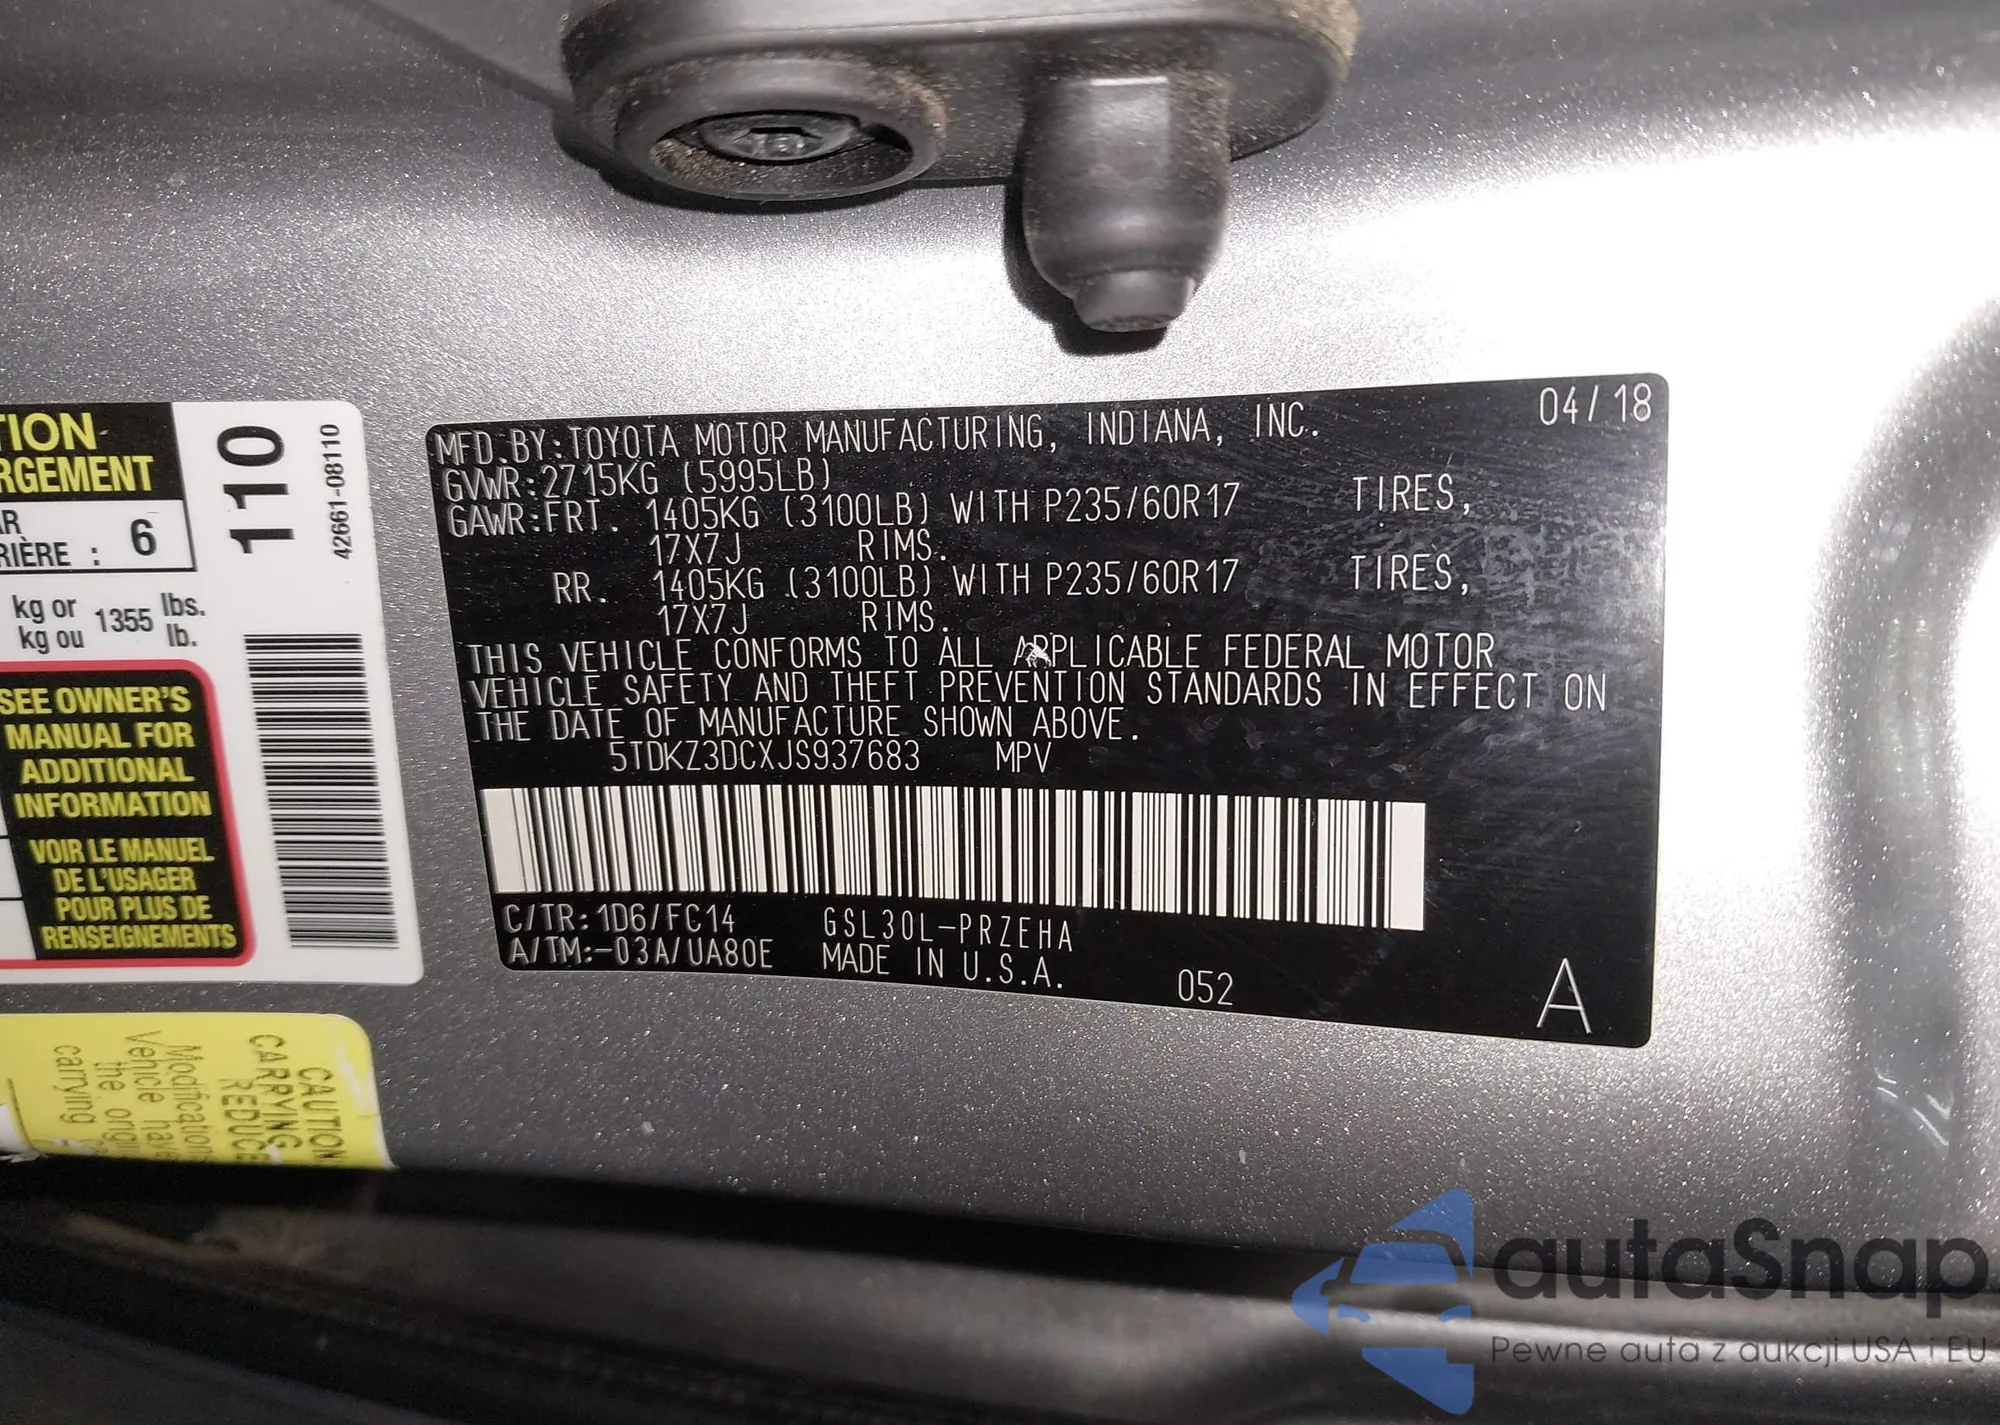 TION
RGEMENT
AR
RIÈRE : 6
kg or 1355 lbs.
kg ou lb.
SEE OWNER'S
MANUAL FOR
ADDITIONAL
INFORMATION
VOIR LE MANUEL
DE L'USAGER
POUR PLUS DE
RENSEIGNEMENTS
110
42661-08110
04/18
MFD.BY:TOYOTA MOTOR MANUFACTURING, INDIANA, INC.
GVWR:2715KG (5995LB)
GAWR:FRT. 1405KG (3100LB) WITH P235/60R17 TIRES,
17X7J RIMS.
RR. 1405KG (3100LB) WITH P235/60R17 TIRES,
17X7J RIMS.
THIS VEHICLE CONFORMS TO ALL APPLICABLE FEDERAL MOTOR
VEHICLE SAFETY AND THEFT PREVENTION STANDARDS IN EFFECT ON
THE DATE OF MANUFACTURE SHOWN ABOVE.
5TDKZ3DCXJS937683 MPV
C/TR:1D6/FC14 GSL30L-PRZEHA
A/TM:-03A/UA80E MADE IN U.S.A. 052 A
CAUTION
CARRYING
REDUCE
Modification
Vehicle have
the origi
carrying
autaSnap
Pewne auta z aukcji USA i EU